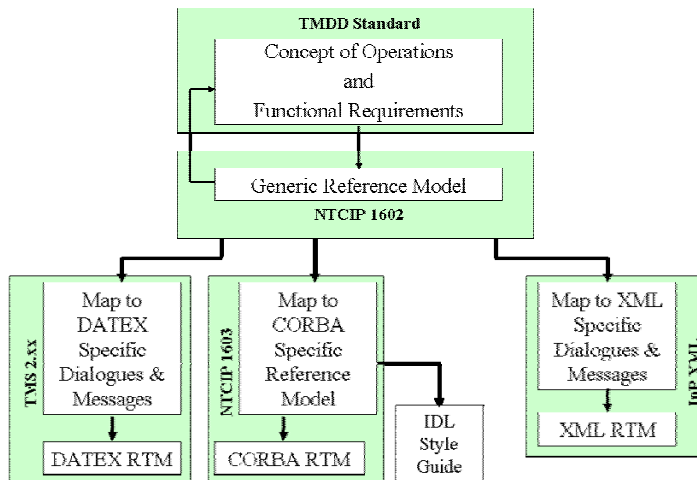 TMDD Standard
Concept of Operations
and
Functional Requirements
Generic Reference Model
NTCIP 1602
TMS 2.xx
Map to
DATEX
Specific
Dialogues &
Messages
DATEX RTM
NTCIP 1603
Map to
CORBA
Specific
Reference
Model
CORBA RTM
IDL
Style
Guide
Map to XML
Specific
Dialogues &
Messages
XML RTM
XML